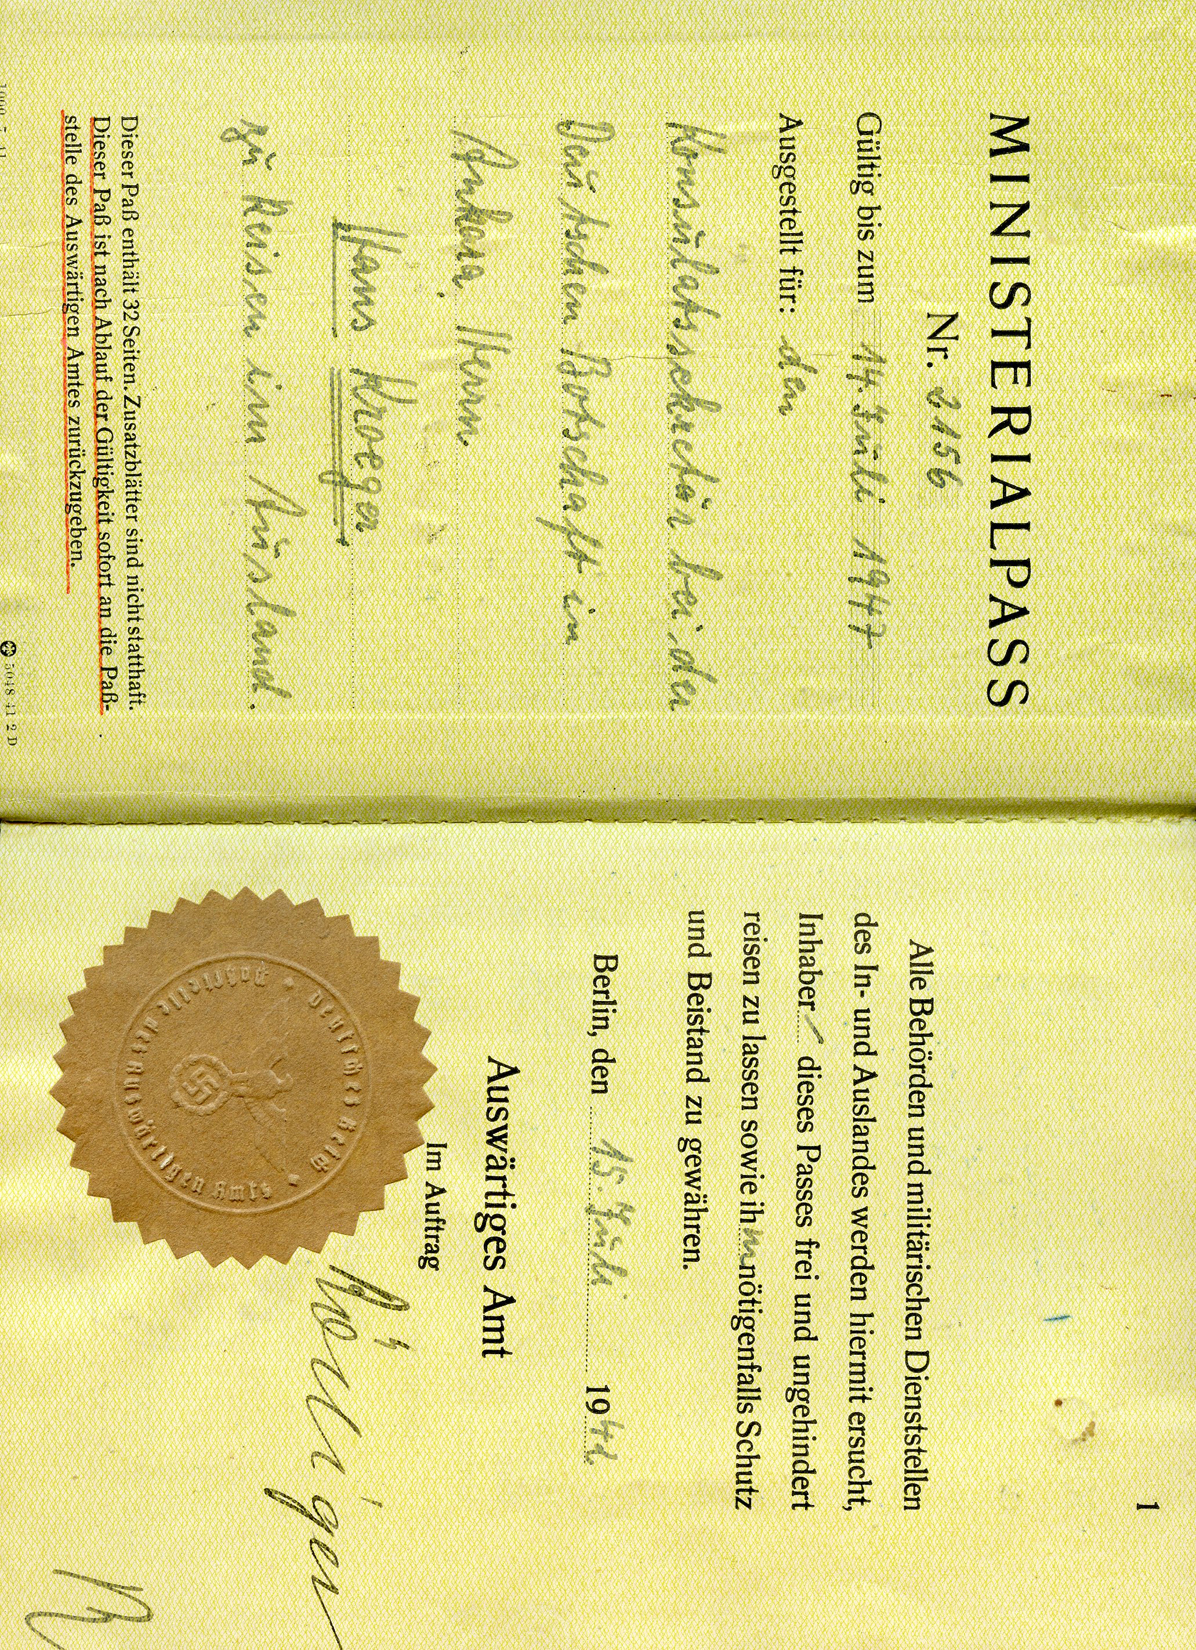 MINISTERIALPASS
Nr. 2156
Gültig bis zum 14. Juli 1947
Ausgestellt für: den
Konsulatssekretär bei der
Deutschen Botschaft in
Ankara, Herrn
Hans Kroeger
zu Reisen im Ausland.
Dieser Paß enthält 32 Seiten. Zusatzblätter sind nicht statthaft.
Dieser Paß ist nach Ablauf der Gültigkeit sofort an die Paß-
stelle des Auswärtigen Amtes zurückzugeben.
5048 41 2 D
1
Alle Behörden und militärischen Dienststellen
des In- und Auslandes werden hiermit ersucht,
Inhaber dieses Passes frei und ungehindert
reisen zu lassen sowie ihm nötigenfalls Schutz
und Beistand zu gewähren.
Berlin, den 15. Juli 1942
Auswärtiges Amt
Im Auftrag
Deutsches Reich
Paßstelle des Auswärtigen Amts